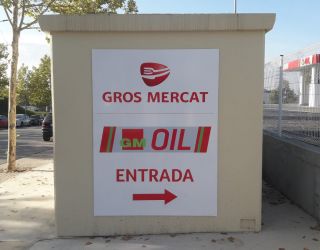 GROS MERCAT
GM OIL
ENTRADA